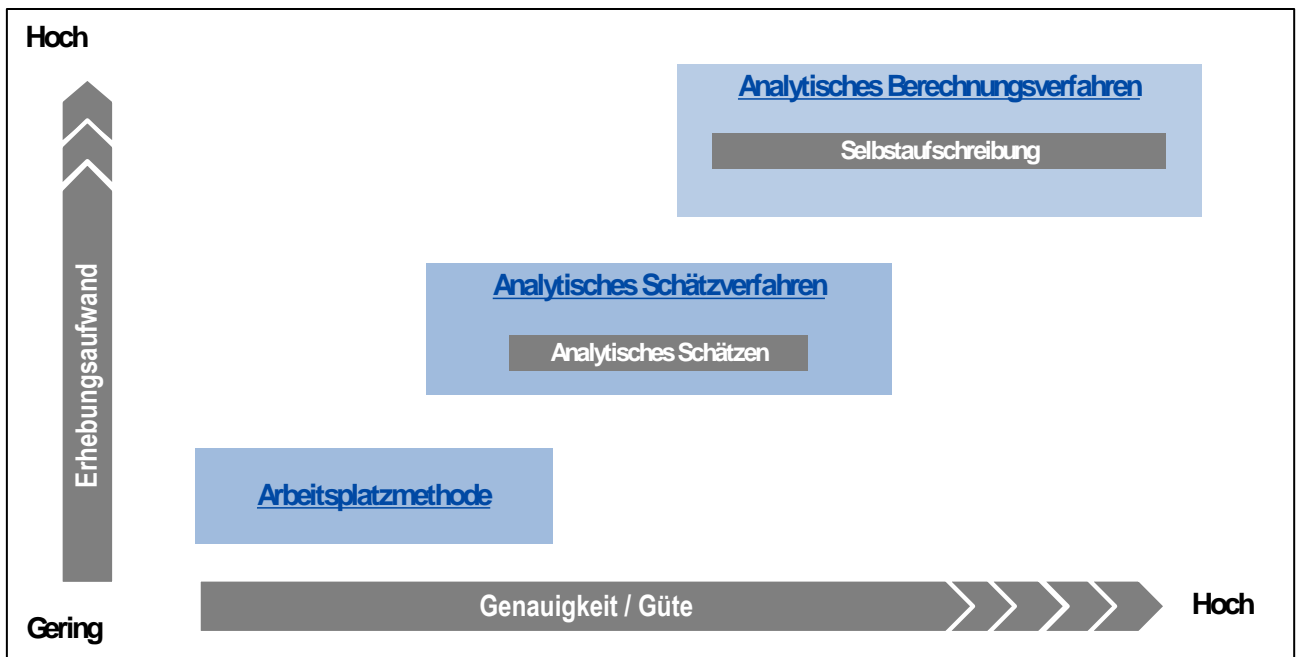 Hoch
Analytisches Berechnungsverfahren
Selbstaufschreibung
Analytisches Schätzverfahren
Analytisches Schätzen
Erhebungsaufwand
Arbeitsplatzmethode
Genauigkeit / Güte
Hoch
Gering